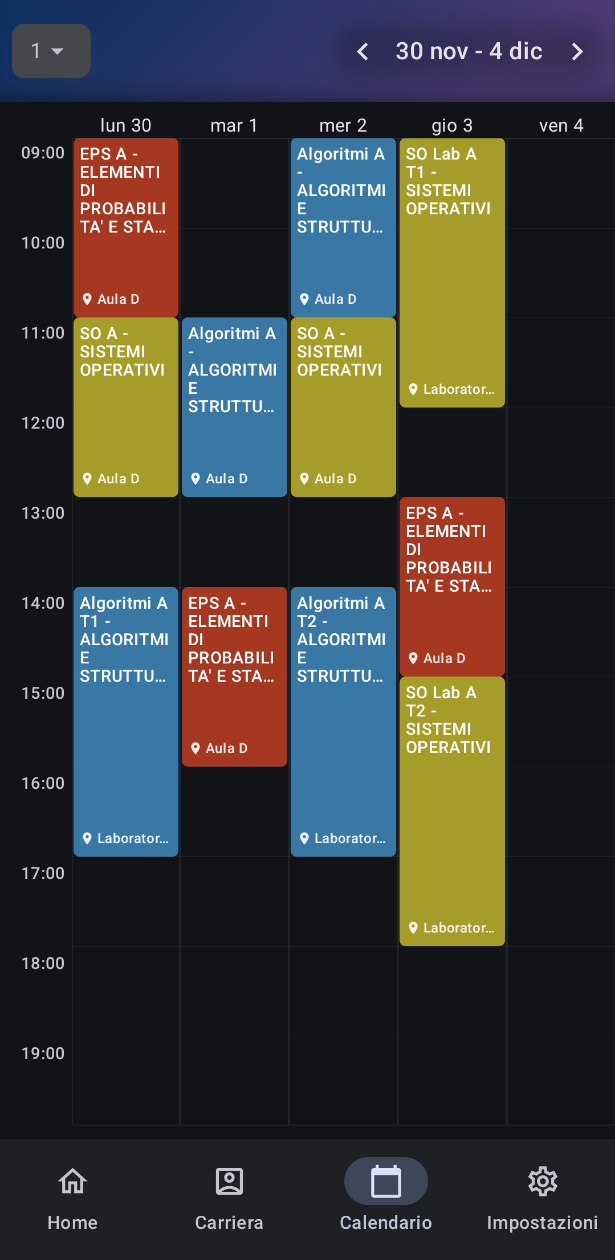 1
30 nov - 4 dic
lun 30
mar 1
mer 2
gio 3
ven 4
09:00
10:00
11:00
12:00
13:00
14:00
15:00
16:00
17:00
18:00
19:00
EPS A -
ELEMENTI
DI
PROBABILI
TA' E STA...
Aula D
SO A -
SISTEMI
OPERATIVI
Aula D
Algoritmi A
T1 -
ALGORITMI
E
STRUTTU...
Laborator...
Algoritmi A
-
ALGORITMI
E
STRUTTU...
Aula D
EPS A -
ELEMENTI
DI
PROBABILI
TA' E STA...
Aula D
Algoritmi A
-
ALGORITMI
E
STRUTTU...
Aula D
SO A -
SISTEMI
OPERATIVI
Aula D
Algoritmi A
T2 -
ALGORITMI
E
STRUTTU...
Laborator...
SO Lab A
T1 -
SISTEMI
OPERATIVI
Laborator...
EPS A -
ELEMENTI
DI
PROBABILI
TA' E STA...
Aula D
SO Lab A
T2 -
SISTEMI
OPERATIVI
Laborator...
Home
Carriera
Calendario
Impostazioni